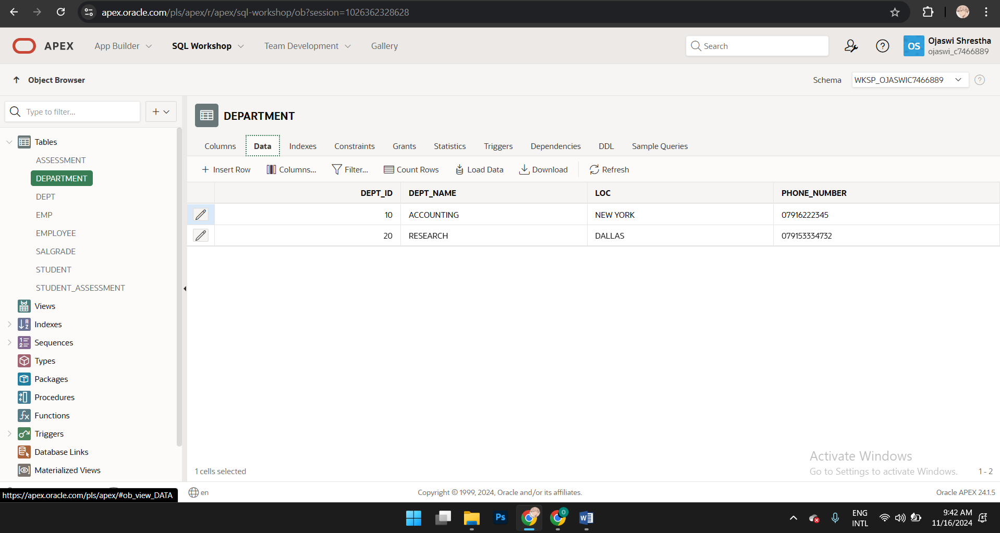 apex.oracle.com/pls/apex/r/apex/sql-workshop/ob?session=1026362328628
APEX App Builder SQL Workshop Team Development Gallery Search OS Ojaswi Shrestha
ojaswi_c7466889
Object Browser Schema WKSP_OJASWIC7466889
Type to filter...
DEPARTMENT
Columns Data Indexes Constraints Grants Statistics Triggers Dependencies DDL Sample Queries
Insert Row Columns... Filter... Count Rows Load Data Download Refresh
DEPT_ID DEPT_NAME LOC PHONE_NUMBER
10 ACCOUNTING NEW YORK 07916222345
20 RESEARCH DALLAS 079153334732
Tables
ASSESSMENT
DEPARTMENT
DEPT
EMP
EMPLOYEE
SALGRADE
STUDENT
STUDENT_ASSESSMENT
Views
Indexes
Sequences
Types
Packages
Procedures
Functions
Triggers
Database Links
Materialized Views
1 cells selected
Activate Windows
Go to Settings to activate Windows.
1 - 2
https://apex.oracle.com/pls/apex/#ob_view_DATA
en Copyright © 1999, 2024, Oracle and/or its affiliates. Oracle APEX 24.1.5
Ps
W
O
ENG
INTL
9:42 AM
11/16/2024